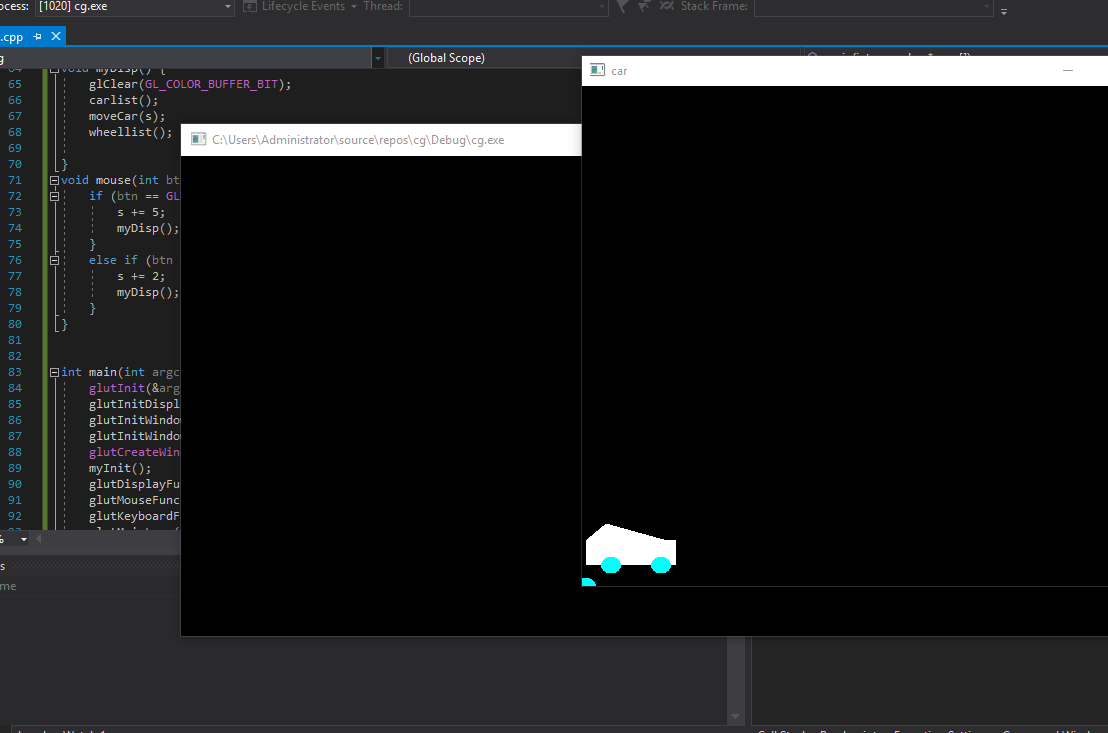 ocess: [1020] cg.exe Lifecycle Events Thread: Stack Frame:
.cpp
g (Global Scope)
car
64 void myDisp() {
65 glClear(GL_COLOR_BUFFER_BIT);
66 carlist();
67 moveCar(s);
68 wheellist();
C:\Users\Administrator\source\repos\cg\Debug\cg.exe
69
70 }
71 void mouse(int bt
72 if (btn == GL
73 s += 5;
74 myDisp();
75 }
76 else if (btn
77 s += 2;
78 myDisp();
79 }
80 }
81
82
83 int main(int argc
84 glutInit(&arg
85 glutInitDispl
86 glutInitWindo
87 glutInitWindo
88 glutCreateWin
89 myInit();
90 glutDisplayFu
91 glutMouseFunc
92 glutKeyboardF
%
s
me